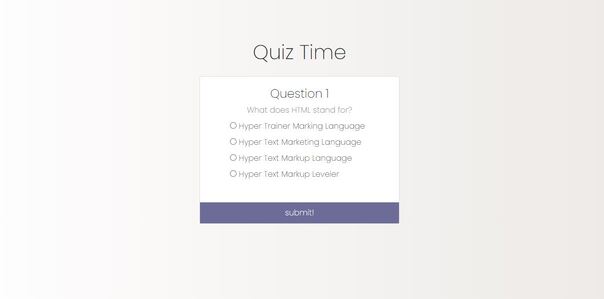 Quiz Time
Question 1
What does HTML stand for?
Hyper Trainer Marking Language
Hyper Text Marketing Language
Hyper Text Markup Language
Hyper Text Markup Leveler
submit!